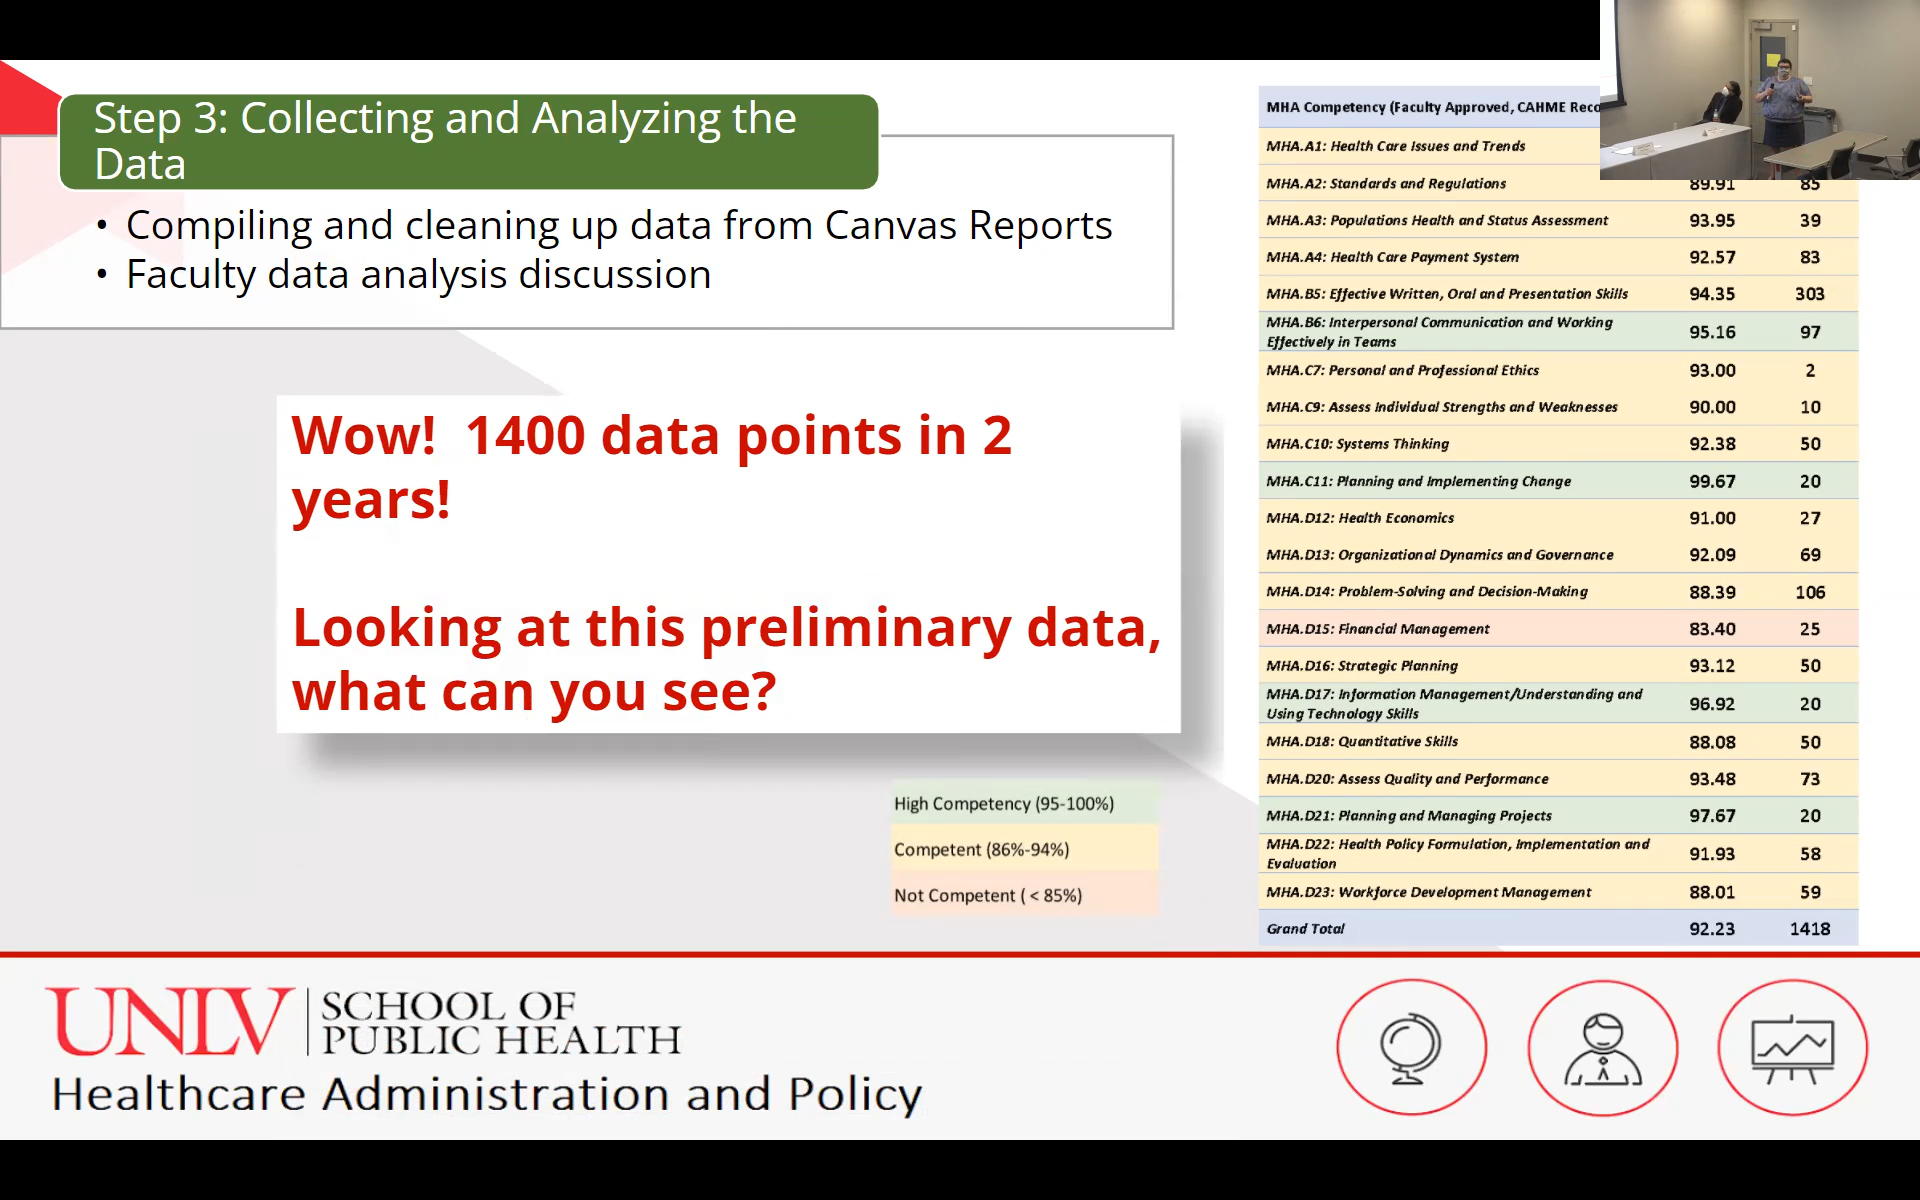 Step 3: Collecting and Analyzing the
Data
• Compiling and cleaning up data from Canvas Reports
• Faculty data analysis discussion
Wow!  1400 data points in 2
years!
Looking at this preliminary data,
what can you see?
High Competency (95-100%)
Competent (86%-94%)
Not Competent ( < 85%)
MHA Competency (Faculty Approved, CAHME
MHA.A1: Health Care Issues and Trends
MHA.A2: Standards and Regulations 89.91 85
MHA.A3: Populations Health and Status Assessment 93.95 39
MHA.A4: Health Care Payment System 92.57 83
MHA.B5: Effective Written, Oral and Presentation Skills 94.35 303
MHA.B6: Interpersonal Communication and Working
Effectively in Teams 95.16 97
MHA.C7: Personal and Professional Ethics 93.00 2
MHA.C9: Assess Individual Strengths and Weaknesses 90.00 10
MHA.C10: Systems Thinking 92.38 50
MHA.C11: Planning and Implementing Change 99.67 20
MHA.D12: Health Economics 91.00 27
MHA.D13: Organizational Dynamics and Governance 92.09 69
MHA.D14: Problem-Solving and Decision-Making 88.39 106
MHA.D15: Financial Management 83.40 25
MHA.D16: Strategic Planning 93.12 50
MHA.D17: Information Management/Understanding and
Using Technology Skills 96.92 20
MHA.D18: Quantitative Skills 88.08 50
MHA.D20: Assess Quality and Performance 93.48 73
MHA.D21: Planning and Managing Projects 97.67 20
MHA.D22: Health Policy Formulation, Implementation and
Evaluation 91.93 58
MHA.D23: Workforce Development Management 88.01 59
Grand Total 92.23 1418
UNLV SCHOOL OF
PUBLIC HEALTH
Healthcare Administration and Policy